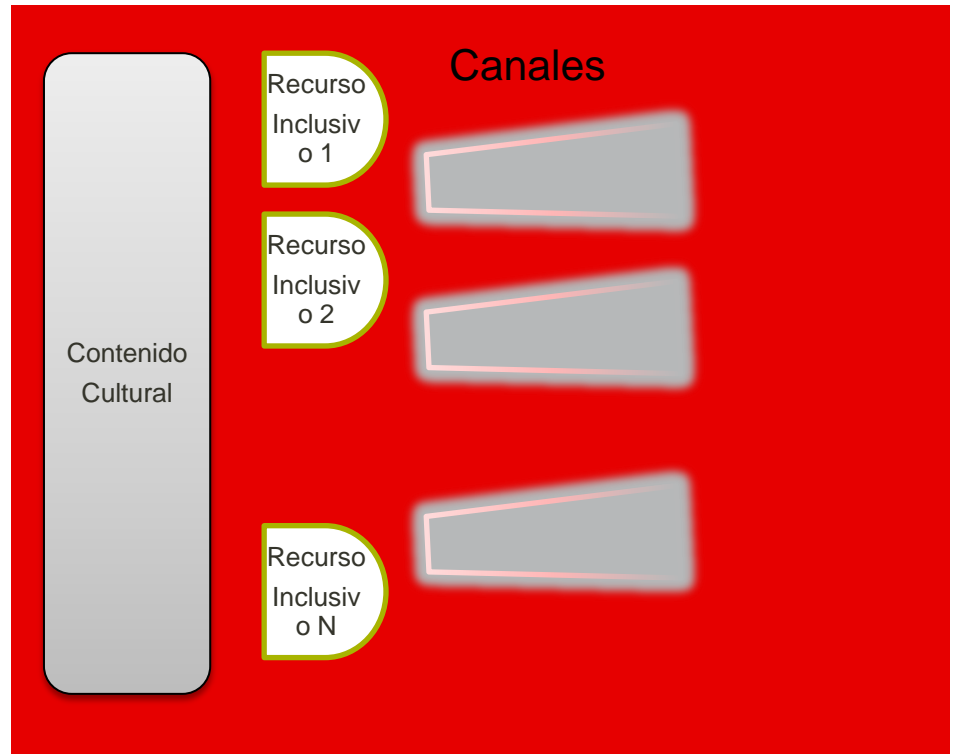 Canales
Contenido
Cultural
Recurso
Inclusiv
o 1
Recurso
Inclusiv
o 2
Recurso
Inclusiv
o N